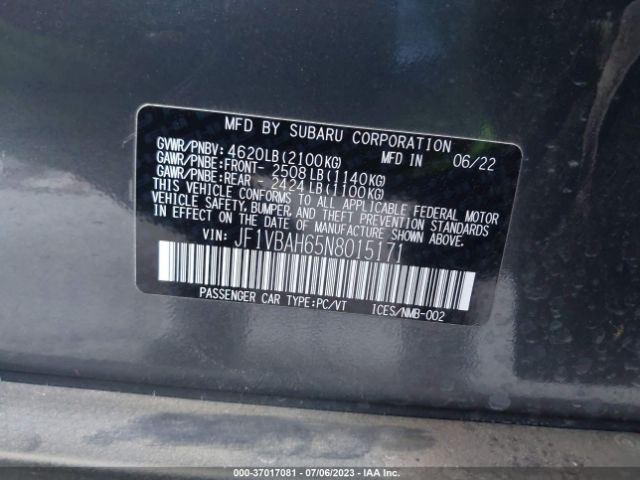 MFD BY SUBARU CORPORATION
GVWR/PNBV: 4620LB(2100KG) MFD IN 06/22
GAWR/PNBE:FRONT- 2508LB(1140KG)
GAWR/PNBE:REAR - 2424LB(1100KG)
THIS VEHICLE CONFORMS TO ALL APPLICABLE FEDERAL MOTOR
VEHICLE SAFETY, BUMPER, AND THEFT PREVENTION STANDARDS
IN EFFECT ON THE DATE OF MANUFACTURE SHOWN ABOVE.
VIN: JF1VBAH65N8015171
PASSENGER CAR TYPE:PC/VT ICES/NMB-002
000-37017081 / 07/06/2023 - IAA Inc.